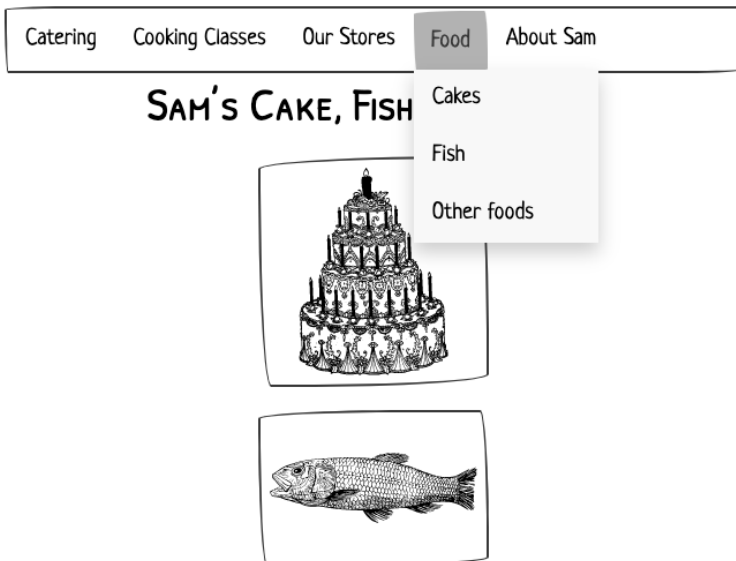 Catering Cooking Classes Our Stores Food About Sam
SAM'S CAKE, FISH
Cakes
Fish
Other foods